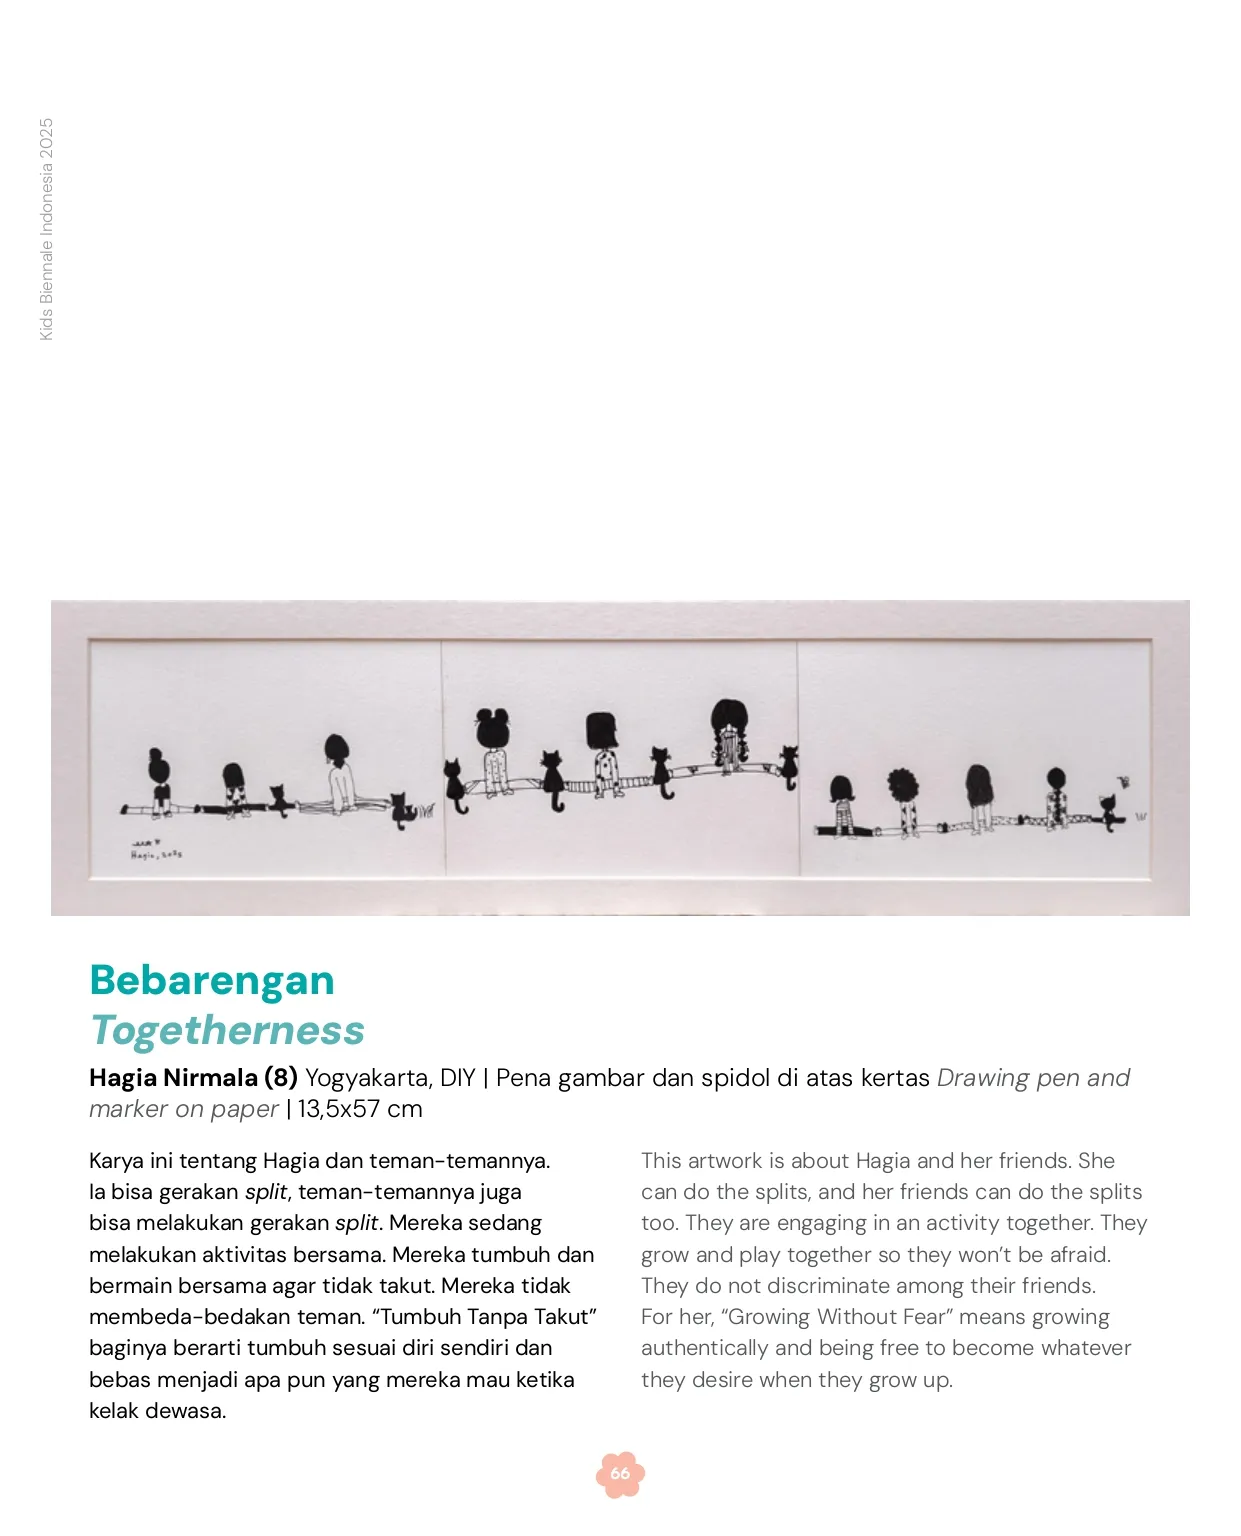 Kids Biennale Indonesia 2025
Bebarengan
Togetherness
Hagia Nirmala (8) Yogyakarta, DIY | Pena gambar dan spidol di atas kertas Drawing pen and
marker on paper | 13,5x57 cm
Karya ini tentang Hagia dan teman-temannya.
Ia bisa gerakan split, teman-temannya juga
bisa melakukan gerakan split. Mereka sedang
melakukan aktivitas bersama. Mereka tumbuh dan
bermain bersama agar tidak takut. Mereka tidak
membeda-bedakan teman. “Tumbuh Tanpa Takut”
baginya berarti tumbuh sesuai diri sendiri dan
bebas menjadi apa pun yang mereka mau ketika
kelak dewasa.
This artwork is about Hagia and her friends. She
can do the splits, and her friends can do the splits
too. They are engaging in an activity together. They
grow and play together so they won’t be afraid.
They do not discriminate among their friends.
For her, “Growing Without Fear” means growing
authentically and being free to become whatever
they desire when they grow up.
66